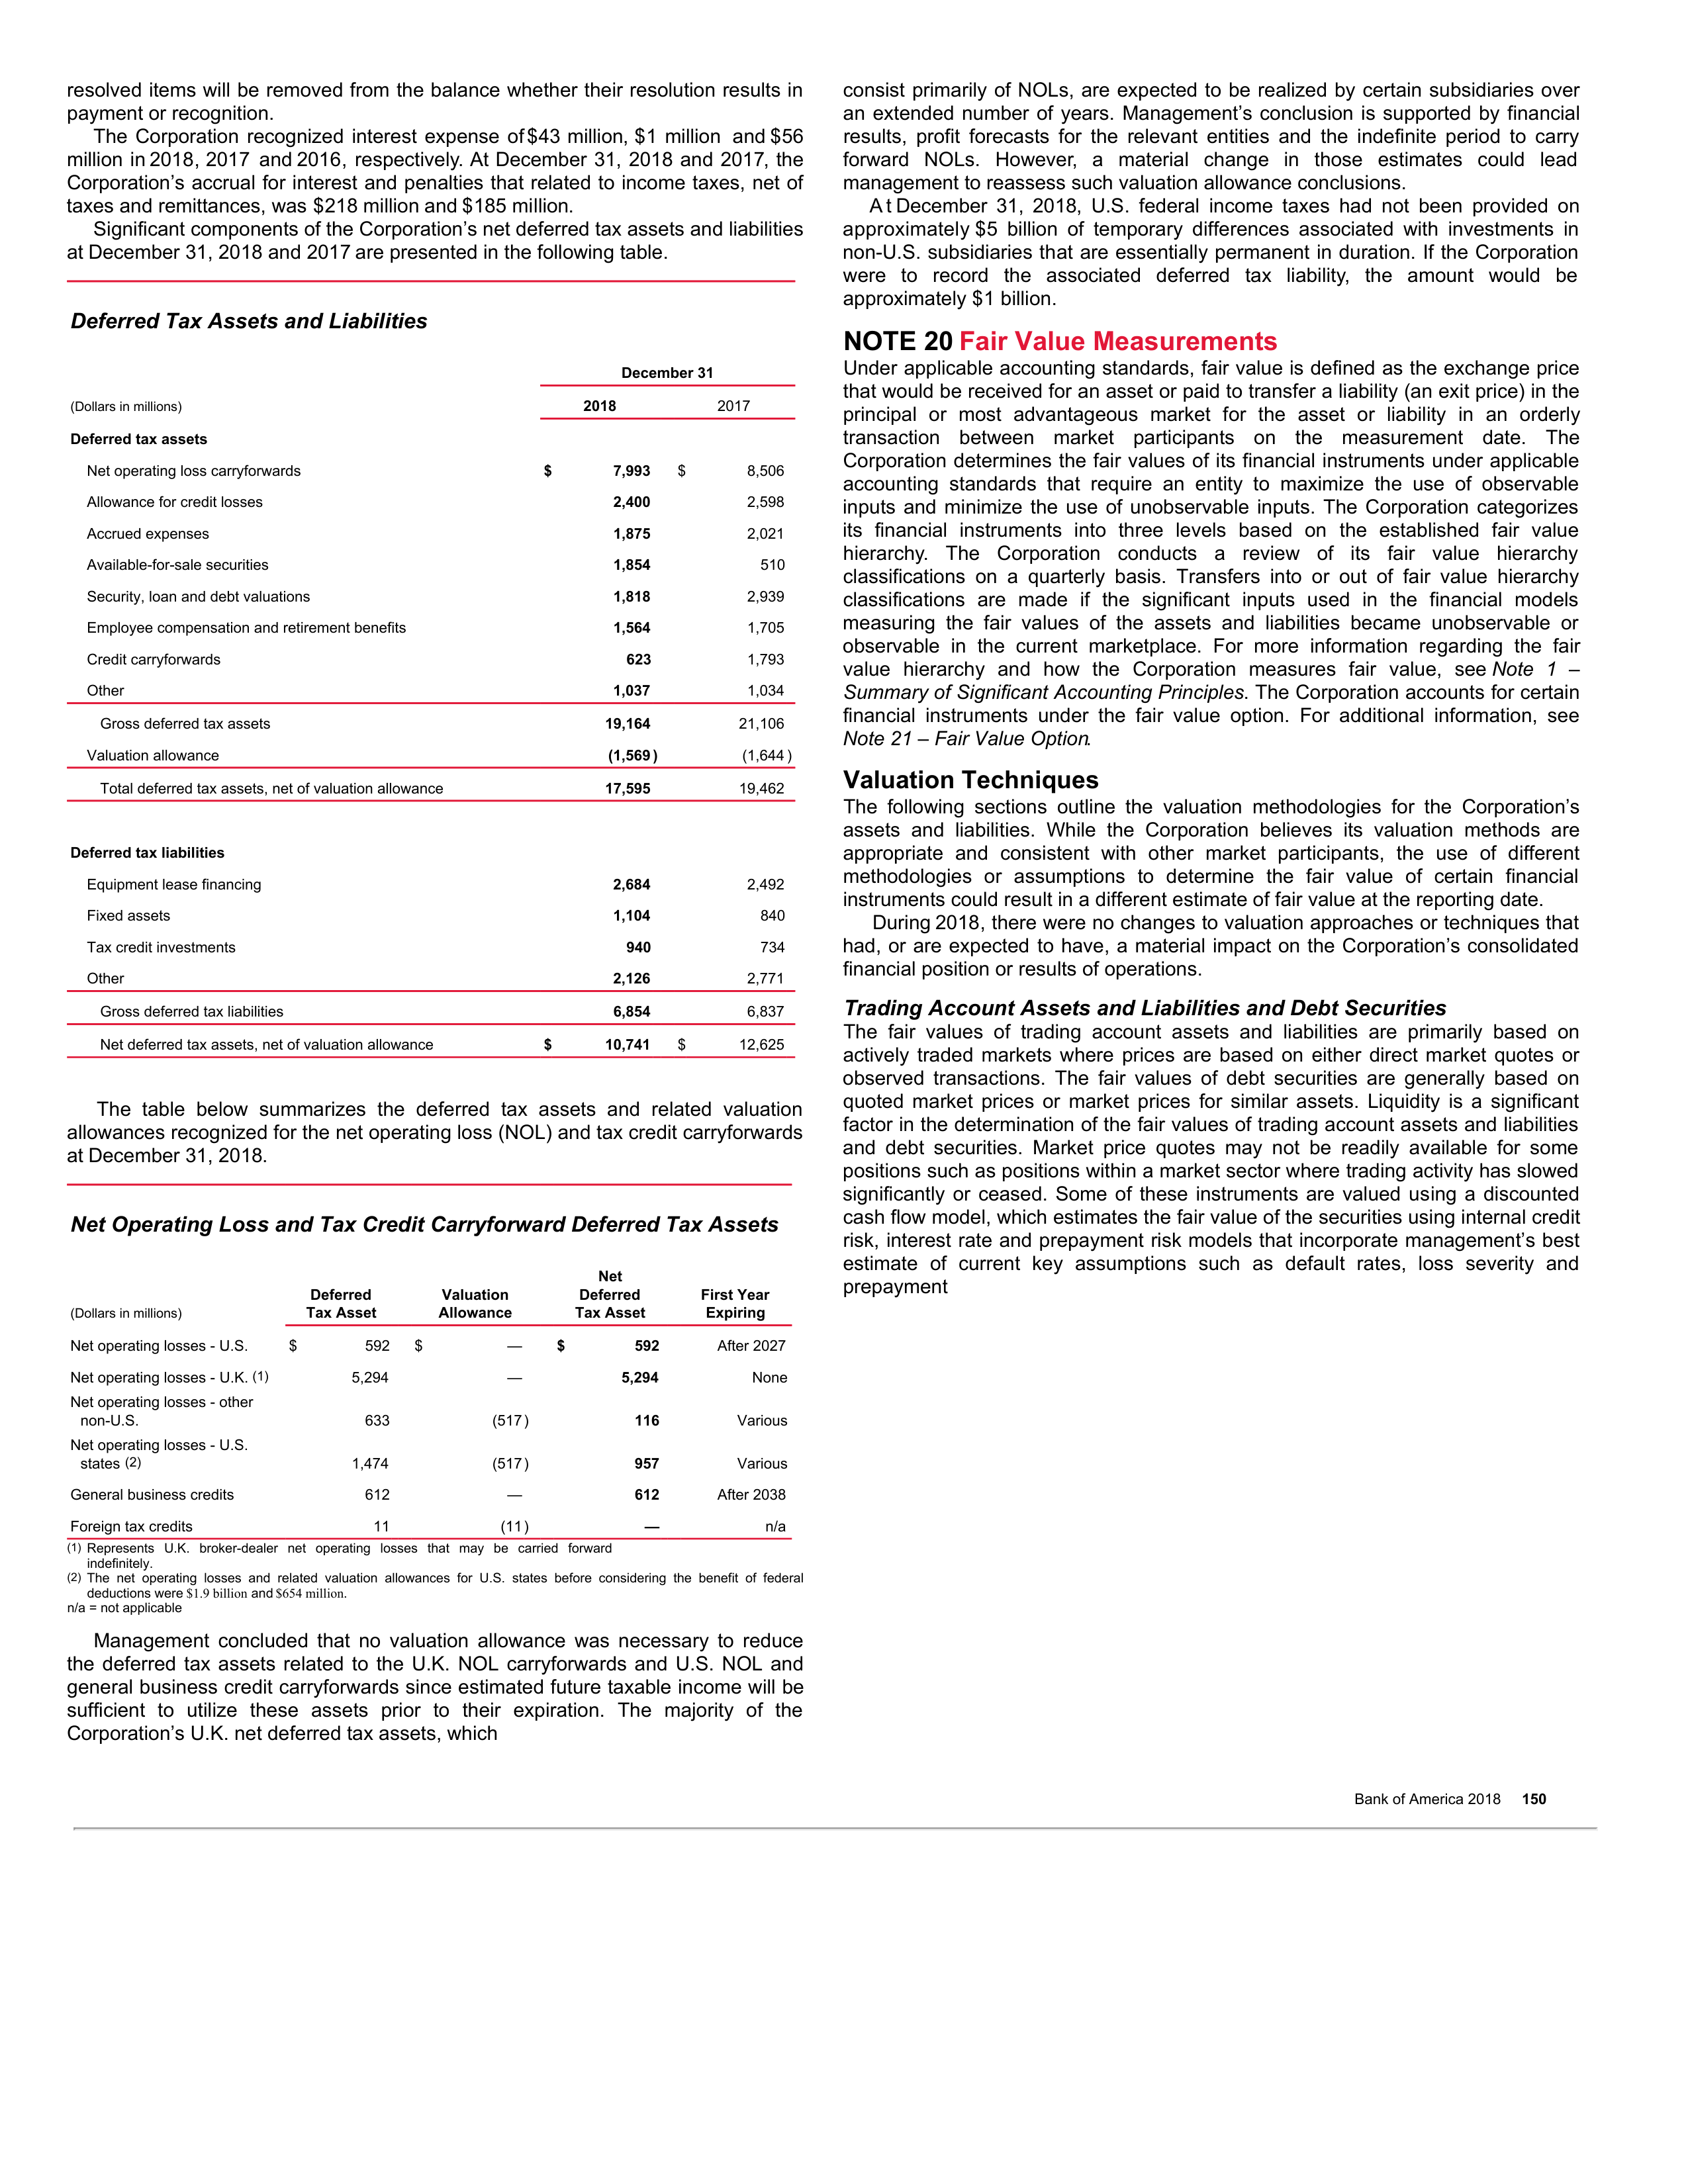 resolved items will be removed from the balance whether their resolution results in
payment or recognition.
The Corporation recognized interest expense of $43 million, $1 million and $56
million in 2018, 2017 and 2016, respectively. At December 31, 2018 and 2017, the
Corporation’s accrual for interest and penalties that related to income taxes, net of
taxes and remittances, was $218 million and $185 million.
Significant components of the Corporation’s net deferred tax assets and liabilities
at December 31, 2018 and 2017 are presented in the following table.
Deferred Tax Assets and Liabilities
December 31
(Dollars in millions) 2018 2017
Deferred tax assets
Net operating loss carryforwards $ 7,993 $ 8,506
Allowance for credit losses 2,400 2,598
Accrued expenses 1,875 2,021
Available-for-sale securities 1,854 510
Security, loan and debt valuations 1,818 2,939
Employee compensation and retirement benefits 1,564 1,705
Credit carryforwards 623 1,793
Other 1,037 1,034
Gross deferred tax assets 19,164 21,106
Valuation allowance (1,569) (1,644)
Total deferred tax assets, net of valuation allowance 17,595 19,462
Deferred tax liabilities
Equipment lease financing 2,684 2,492
Fixed assets 1,104 840
Tax credit investments 940 734
Other 2,126 2,771
Gross deferred tax liabilities 6,854 6,837
Net deferred tax assets, net of valuation allowance $ 10,741 $ 12,625
The table below summarizes the deferred tax assets and related valuation
allowances recognized for the net operating loss (NOL) and tax credit carryforwards
at December 31, 2018.
Net Operating Loss and Tax Credit Carryforward Deferred Tax Assets
Net
Deferred Valuation Deferred First Year
(Dollars in millions) Tax Asset Allowance Tax Asset Expiring
Net operating losses - U.S. $ 592 $ — $ 592 After 2027
Net operating losses - U.K. (1) 5,294 — 5,294 None
Net operating losses - other
non-U.S. 633 (517) 116 Various
Net operating losses - U.S.
states (2) 1,474 (517) 957 Various
General business credits 612 — 612 After 2038
Foreign tax credits 11 (11) — n/a
(1) Represents U.K. broker-dealer net operating losses that may be carried forward
indefinitely.
(2) The net operating losses and related valuation allowances for U.S. states before considering the benefit of federal
deductions were $1.9 billion and $654 million.
n/a = not applicable
Management concluded that no valuation allowance was necessary to reduce
the deferred tax assets related to the U.K. NOL carryforwards and U.S. NOL and
general business credit carryforwards since estimated future taxable income will be
sufficient to utilize these assets prior to their expiration. The majority of the
Corporation’s U.K. net deferred tax assets, which
consist primarily of NOLs, are expected to be realized by certain subsidiaries over
an extended number of years. Management’s conclusion is supported by financial
results, profit forecasts for the relevant entities and the indefinite period to carry
forward NOLs. However, a material change in those estimates could lead
management to reassess such valuation allowance conclusions.
At December 31, 2018, U.S. federal income taxes had not been provided on
approximately $5 billion of temporary differences associated with investments in
non-U.S. subsidiaries that are essentially permanent in duration. If the Corporation
were to record the associated deferred tax liability, the amount would be
approximately $1 billion.
NOTE 20 Fair Value Measurements
Under applicable accounting standards, fair value is defined as the exchange price
that would be received for an asset or paid to transfer a liability (an exit price) in the
principal or most advantageous market for the asset or liability in an orderly
transaction between market participants on the measurement date. The
Corporation determines the fair values of its financial instruments under applicable
accounting standards that require an entity to maximize the use of observable
inputs and minimize the use of unobservable inputs. The Corporation categorizes
its financial instruments into three levels based on the established fair value
hierarchy. The Corporation conducts a review of its fair value hierarchy
classifications on a quarterly basis. Transfers into or out of fair value hierarchy
classifications are made if the significant inputs used in the financial models
measuring the fair values of the assets and liabilities became unobservable or
observable in the current marketplace. For more information regarding the fair
value hierarchy and how the Corporation measures fair value, see Note 1 –
Summary of Significant Accounting Principles. The Corporation accounts for certain
financial instruments under the fair value option. For additional information, see
Note 21 – Fair Value Option.
Valuation Techniques
The following sections outline the valuation methodologies for the Corporation’s
assets and liabilities. While the Corporation believes its valuation methods are
appropriate and consistent with other market participants, the use of different
methodologies or assumptions to determine the fair value of certain financial
instruments could result in a different estimate of fair value at the reporting date.
During 2018, there were no changes to valuation approaches or techniques that
had, or are expected to have, a material impact on the Corporation’s consolidated
financial position or results of operations.
Trading Account Assets and Liabilities and Debt Securities
The fair values of trading account assets and liabilities are primarily based on
actively traded markets where prices are based on either direct market quotes or
observed transactions. The fair values of debt securities are generally based on
quoted market prices or market prices for similar assets. Liquidity is a significant
factor in the determination of the fair values of trading account assets and liabilities
and debt securities. Market price quotes may not be readily available for some
positions such as positions within a market sector where trading activity has slowed
significantly or ceased. Some of these instruments are valued using a discounted
cash flow model, which estimates the fair value of the securities using internal credit
risk, interest rate and prepayment risk models that incorporate management’s best
estimate of current key assumptions such as default rates, loss severity and
prepayment
Bank of America 2018 150